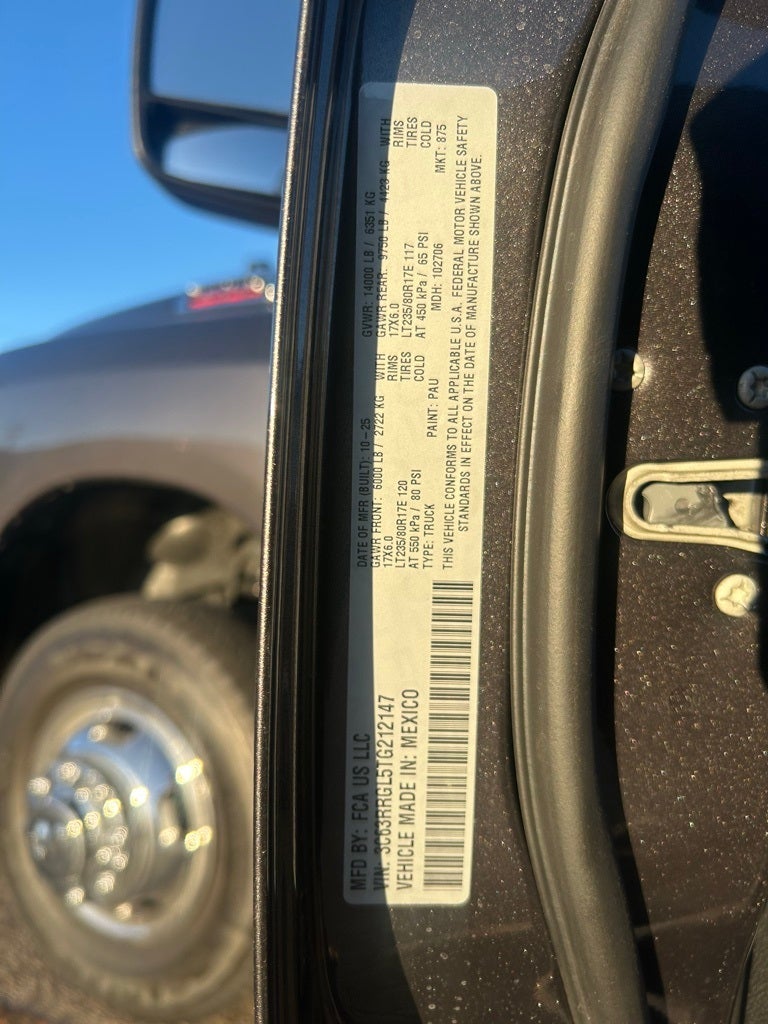 MFD BY: FCA US LLC
DATE OF MFR (BUILT): 10-25
GVWR: 14000 LB / 6351 KG
GAWR FRONT: 6000 LB / 2722 KG WITH
GAWR REAR: 9750 LB / 4423 KG WITH
17X6.0 RIMS
17X6.0 RIMS
LT235/80R17E 120 TIRES
LT235/80R17E 117 TIRES
AT 550 kPa / 80 PSI COLD
AT 450 kPa / 65 PSI COLD
VIN: 3C63RRGL5TG212147
VEHICLE MADE IN: MEXICO
TYPE: TRUCK PAINT: PAU MDH: 102706 MKT: 875
THIS VEHICLE CONFORMS TO ALL APPLICABLE U.S.A. FEDERAL MOTOR VEHICLE SAFETY
STANDARDS IN EFFECT ON THE DATE OF MANUFACTURE SHOWN ABOVE.